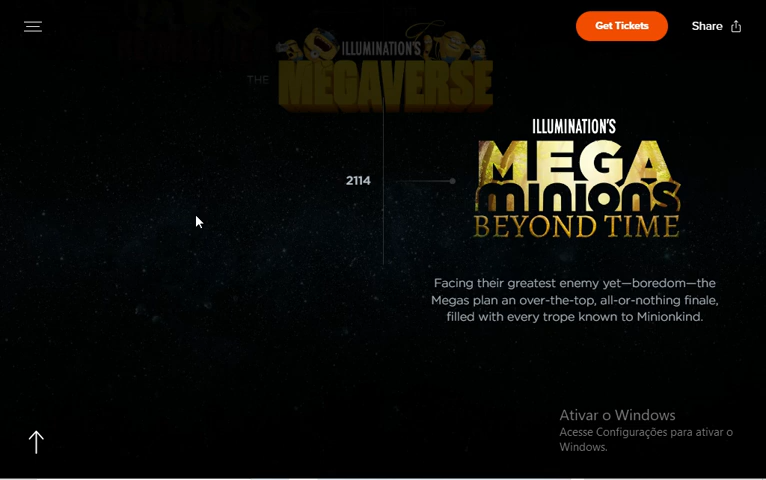 Get Tickets
Share
ILLUMINATION'S
THE
MEGAVERSE
ILLUMINATION'S
MEGA
minions
BEYOND TIME
2114
Facing their greatest enemy yet—boredom—the
Megas plan an over-the-top, all-or-nothing finale,
filled with every trope known to Minionkind.
Ativar o Windows
Acesse Configurações para ativar o
Windows.